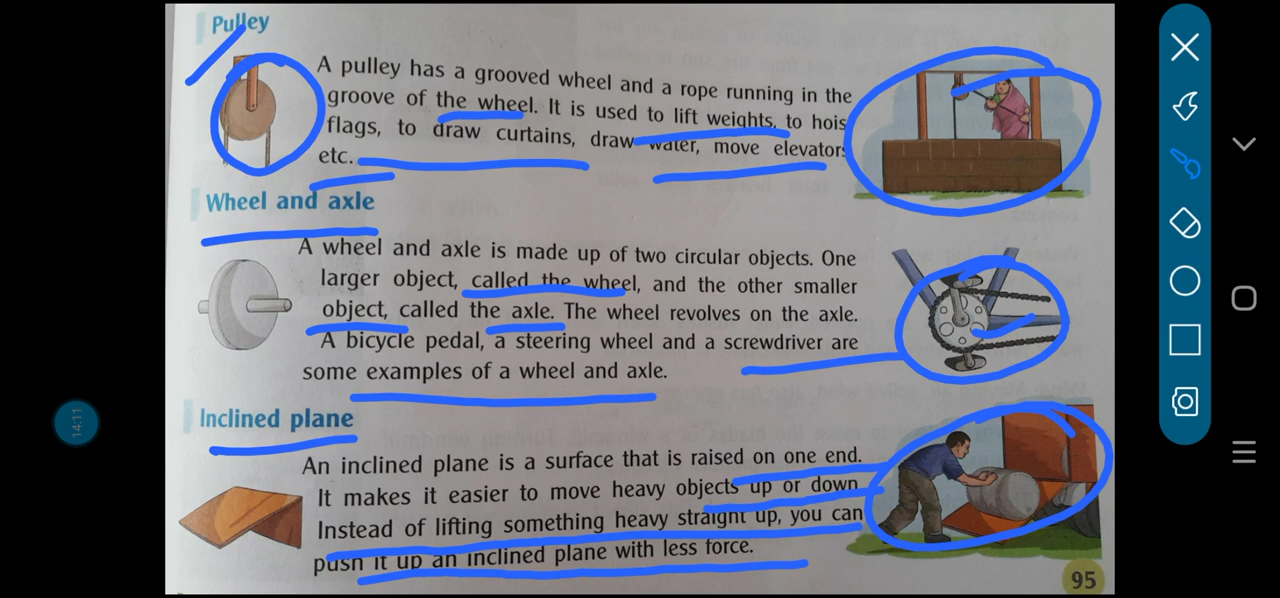 Pulley
A pulley has a grooved wheel and a rope running in the
groove of the wheel. It is used to lift weights, to hois
flags, to draw curtains, draw water, move elevators
etc.
Wheel and axle
A wheel and axle is made up of two circular objects. One
larger object, called the wheel, and the other smaller
object, called the axle. The wheel revolves on the axle.
A bicycle pedal, a steering wheel and a screwdriver are
some examples of a wheel and axle.
Inclined plane
An inclined plane is a surface that is raised on one end.
It makes it easier to move heavy objects up or down
Instead of lifting something heavy straight up, you can
push it up an inclined plane with less force.
95
14:11